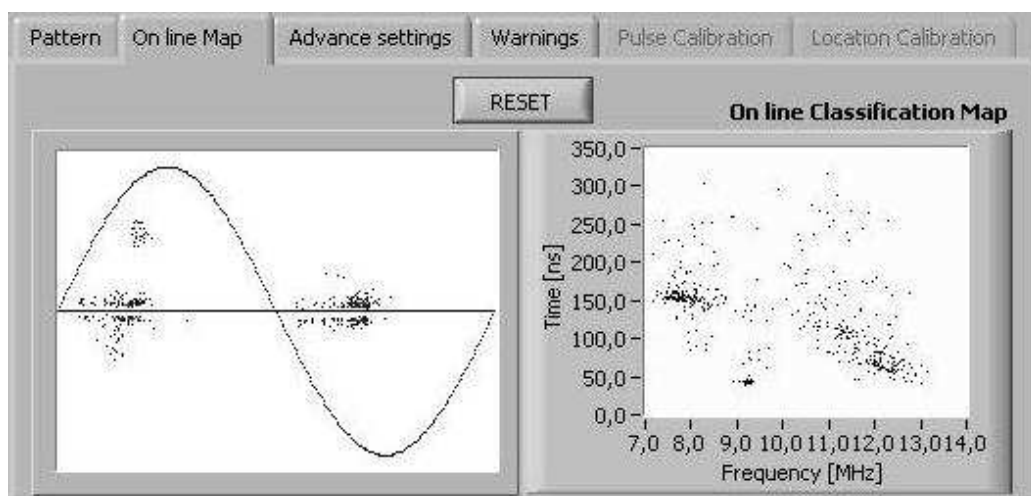 Pattern On line Map Advance settings Warnings Pulse Calibration Location Calibration
RESET
On line Classification Map
350,0
300,0
250,0
200,0
150,0
100,0
50,0
0,0
Time [ns]
7,0 8,0 9,0 10,0 11,0 12,0 13,0 14,0
Frequency [MHz]